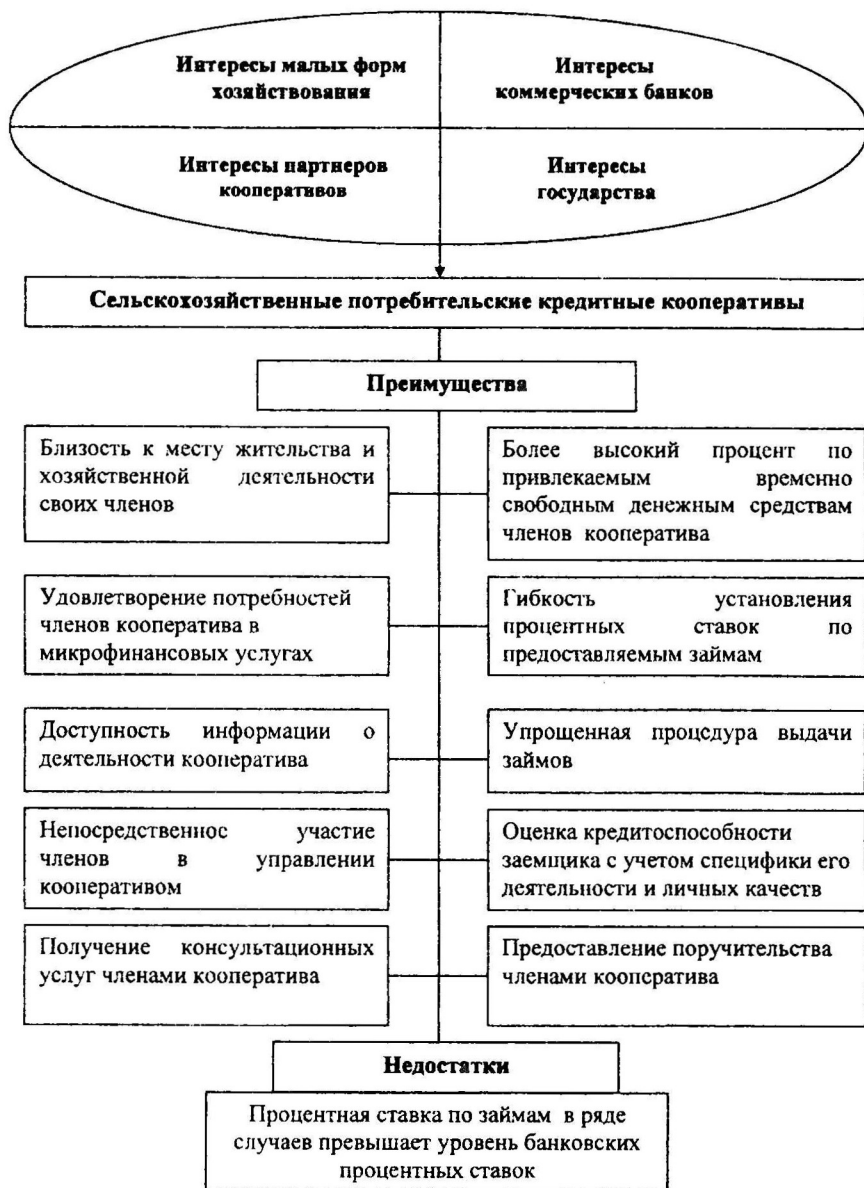 Интересы малых форм
хозяйствования
Интересы
коммерческих банков
Интересы партнеров
кооперативов
Интересы
государства
Сельскохозяйственные потребительские кредитные кооперативы
Преимущества
Близость к месту жительства и
хозяйственной деятельности
своих членов
Более высокий процент по
привлекаемым временно
свободным денежным средствам
членов кооператива
Удовлетворение потребностей
членов кооператива в
микрофинансовых услугах
Гибкость установления
процентных ставок по
предоставляемым займам
Доступность информации о
деятельности кооператива
Упрощенная процедура выдачи
займов
Непосредственное участие
членов в управлении
кооперативом
Оценка кредитоспособности
заемщика с учетом специфики его
деятельности и личных качеств
Получение консультационных
услуг членами кооператива
Предоставление поручительства
членами кооператива
Недостатки
Процентная ставка по займам в ряде
случаев превышает уровень банковских
процентных ставок